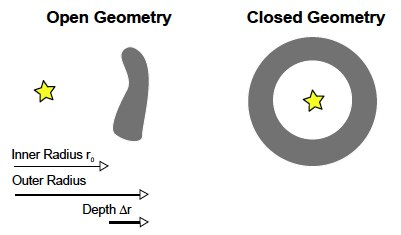 Open Geometry
Closed Geometry
Inner Radius r₀
Outer Radius
Depth Δr